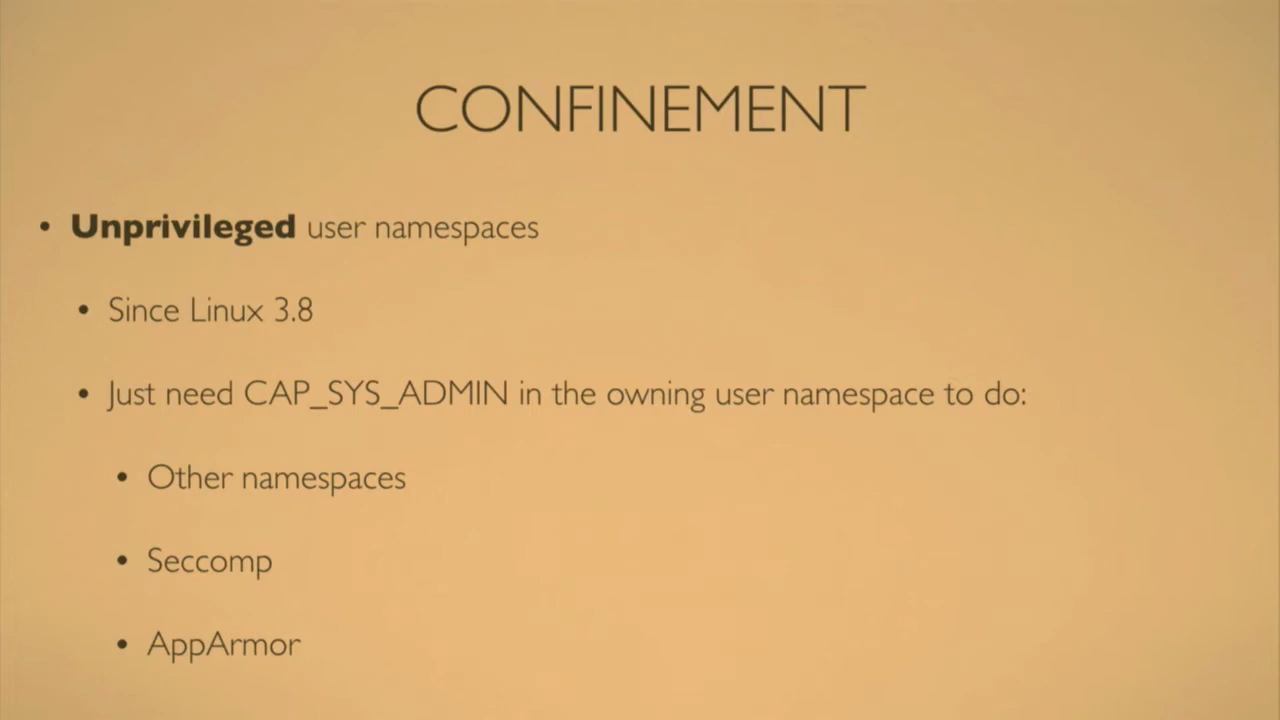 CONFINEMENT
• Unprivileged user namespaces
• Since Linux 3.8
• Just need CAP_SYS_ADMIN in the owning user namespace to do:
• Other namespaces
• Seccomp
• AppArmor